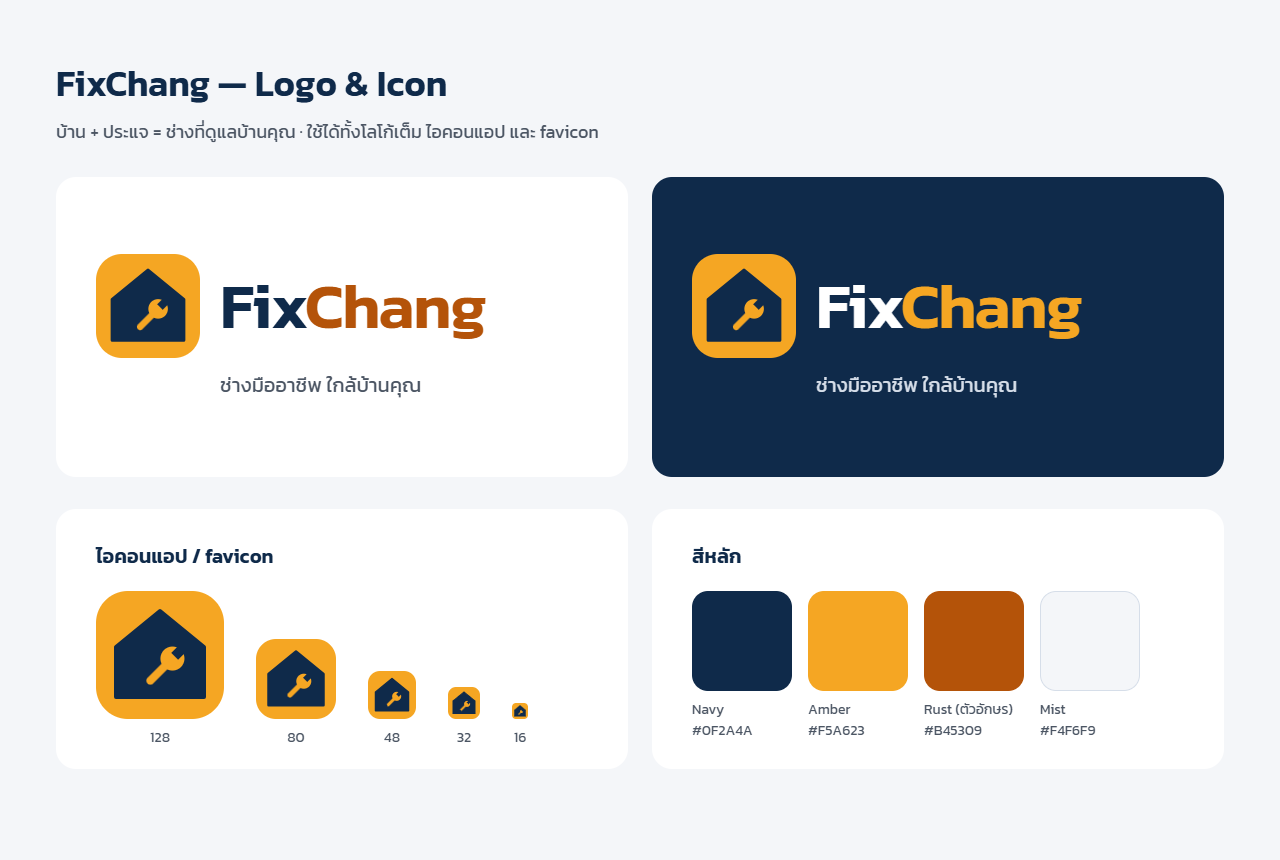 FixChang — Logo & Icon
บ้าน + ประแจ = ช่างที่ดูแลบ้านคุณ · ใช้ได้ทั้งโลโก้เต็ม ไอคอนแอป และ favicon
FixChang
ช่างมืออาชีพ ใกล้บ้านคุณ
FixChang
ช่างมืออาชีพ ใกล้บ้านคุณ
ไอคอนแอป / favicon
128
80
48
32
16
สีหลัก
Navy
#0F2A4A
Amber
#F5A623
Rust (ตัวอักษร)
#B45309
Mist
#F4F6F9